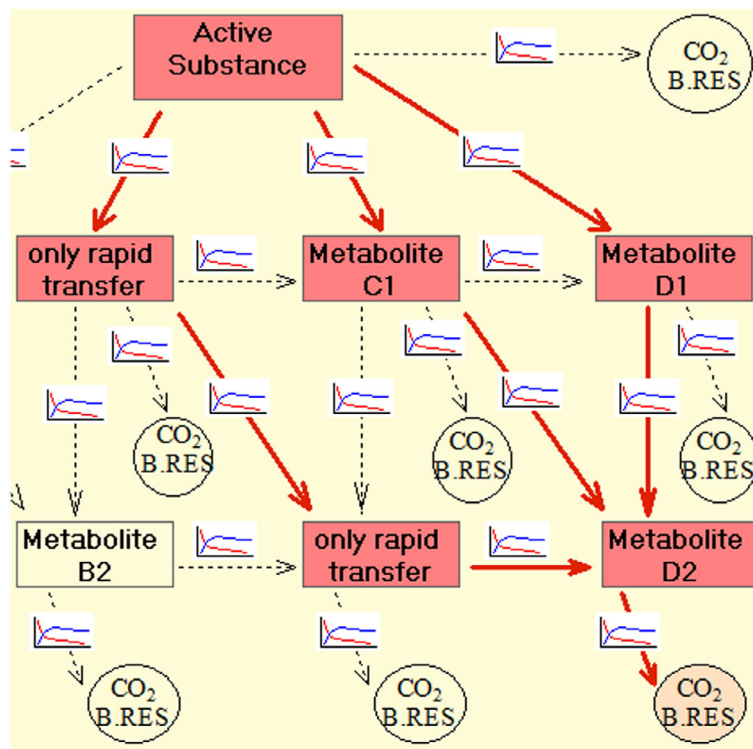 Active
Substance
CO₂
B.RES
only rapid
transfer
Metabolite
C1
Metabolite
D1
CO₂
B.RES
CO₂
B.RES
CO₂
B.RES
Metabolite
B2
only rapid
transfer
Metabolite
D2
CO₂
B.RES
CO₂
B.RES
CO₂
B.RES